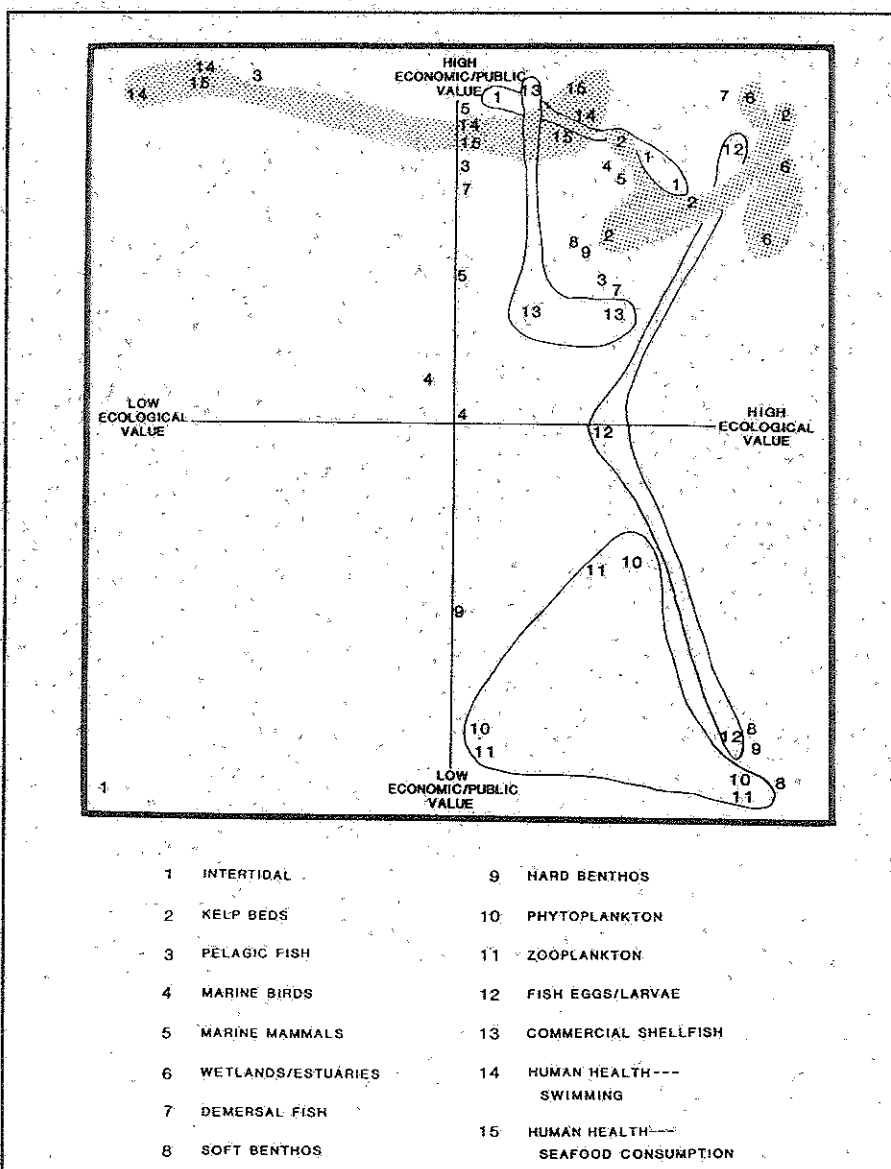 HIGH
ECONOMIC/PUBLIC
VALUE
14
3
15
14
1
13
15
7
6
5
14
2
14
15
15
2
12
1
3
4
6
5
1
7
2
2
8
6
9
5
3
7
13 13
4
LOW
ECOLOGICAL
VALUE
4
HIGH
ECOLOGICAL
VALUE
12
10
11
9
10
8
12
11
9
LOW
ECONOMIC/PUBLIC
VALUE
10
8
1
11
1 INTERTIDAL
2 KELP BEDS
3 PELAGIC FISH
4 MARINE BIRDS
5 MARINE MAMMALS
6 WETLANDS/ESTUARIES
7 DEMERSAL FISH
8 SOFT BENTHOS
9 HARD BENTHOS
10 PHYTOPLANKTON
11 ZOOPLANKTON
12 FISH EGGS/LARVAE
13 COMMERCIAL SHELLFISH
14 HUMAN HEALTH---
SWIMMING
15 HUMAN HEALTH---
SEAFOOD CONSUMPTION